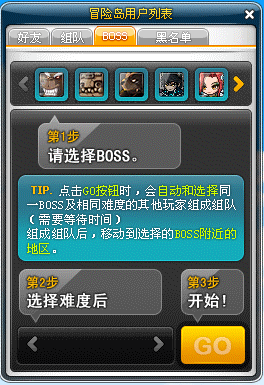 冒险岛用户列表
好友 组队 BOSS 黑名单
第1步
请选择BOSS。
TIP. 点击GO按钮时，会自动和选择同
一BOSS及相同难度的其他玩家组成组队
（需要等待时间）
组成组队后，移动到选择的BOSS附近的
地区。
第2步 第3步
选择难度后 开始！
GO